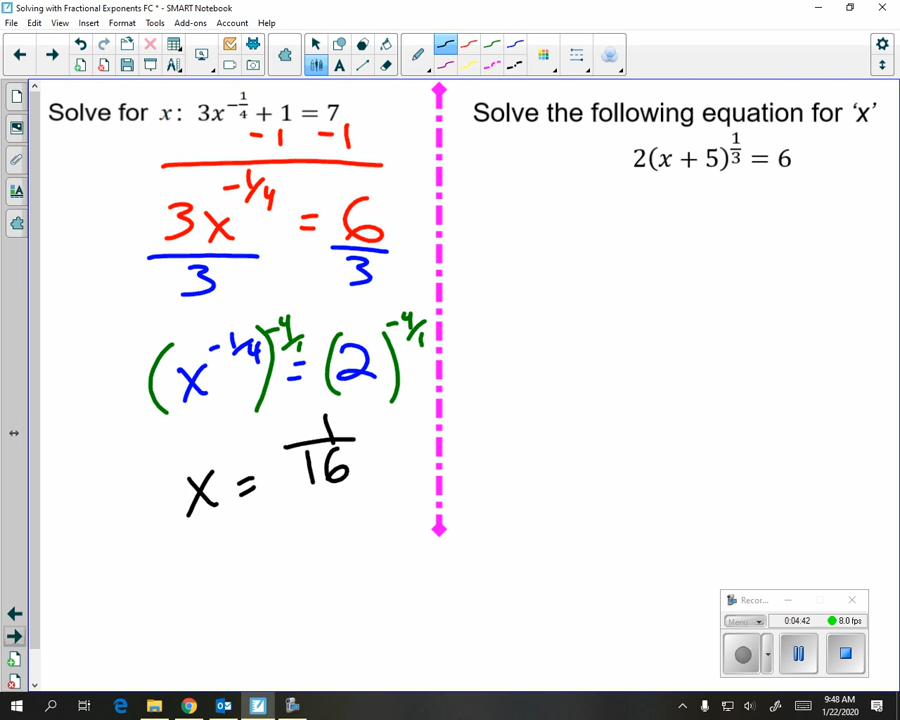 Solving with Fractional Exponents FC * - SMART Notebook
File Edit View Insert Format Tools Add-ons Account Help
Solve for x: 3x^{-1/4} + 1 = 7
-1 -1
3x^{-1/4} = 6
3 3
(x^{-1/4})^{-4/1} = (2)^{-4/1}
x = 1/16
Solve the following equation for ‘x’
2(x + 5)^{1/3} = 6
Recor...
Menu 0:04:42 8.0 fps
9:48 AM
1/22/2020